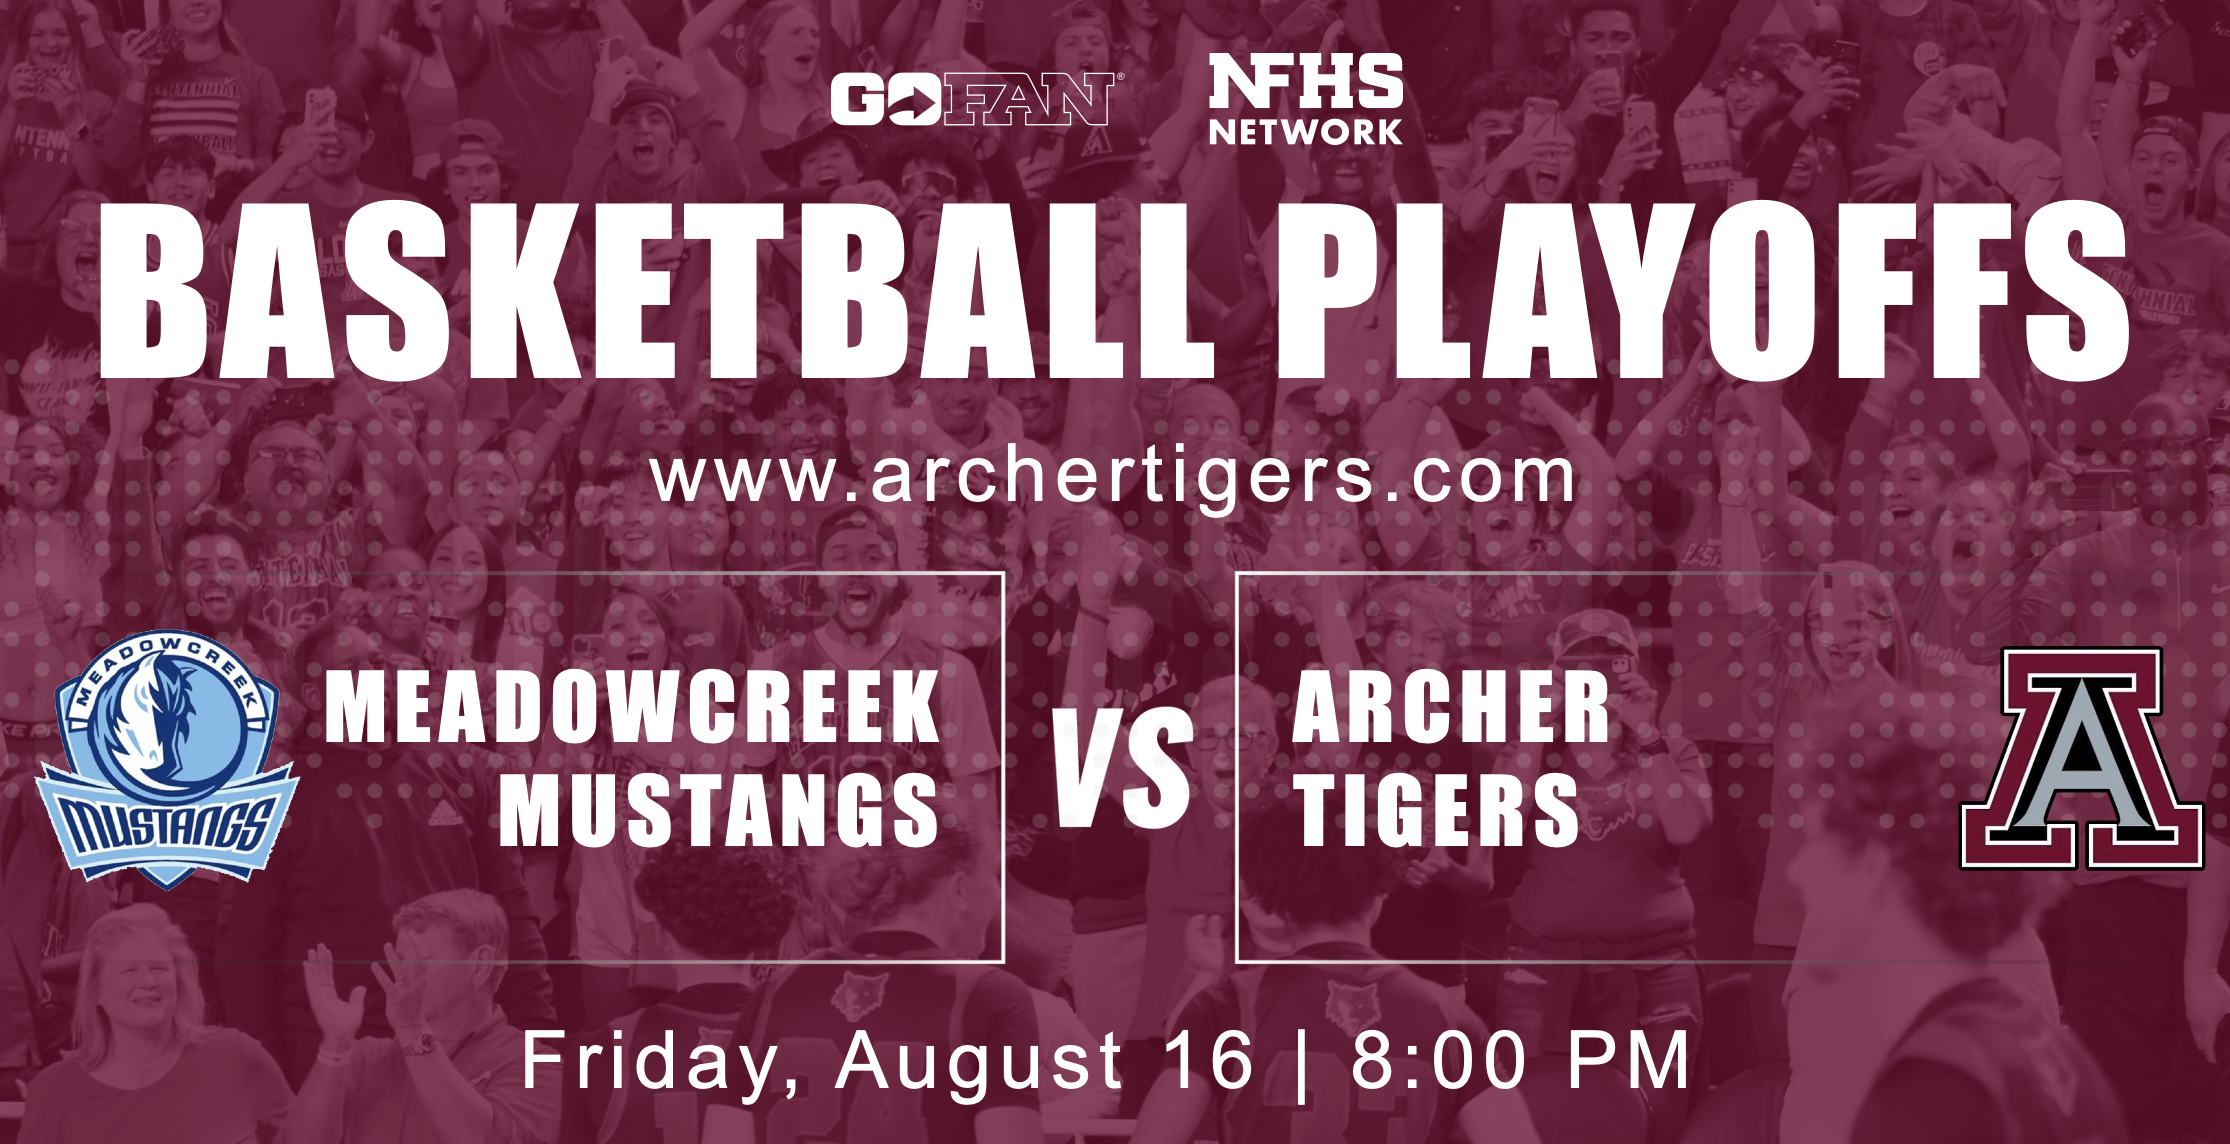 GOFAN®
NFHS
NETWORK
BASKETBALL PLAYOFFS
www.archertigers.com
MEADOWCREEK
MUSTANGS
MEADOWCREEK
MUSTANGS
VS
ARCHER
TIGERS
A
Friday, August 16 | 8:00 PM